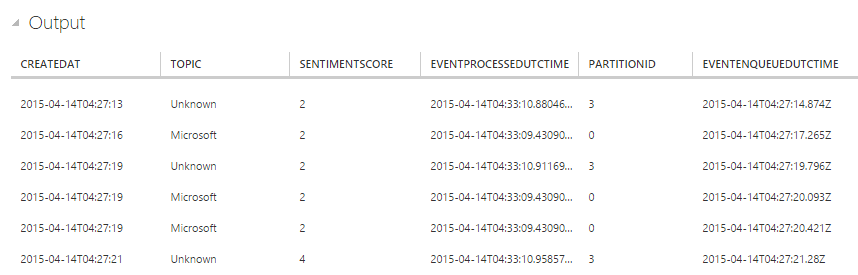 Output
CREATEDAT TOPIC SENTIMENTSCORE EVENTPROCESSEDUTCTIME PARTITIONID EVENTENQUEUEDUTCTIME
2015-04-14T04:27:13 Unknown 2 2015-04-14T04:33:10.88046... 3 2015-04-14T04:27:14.874Z
2015-04-14T04:27:16 Microsoft 2 2015-04-14T04:33:09.43090... 0 2015-04-14T04:27:17.265Z
2015-04-14T04:27:19 Unknown 2 2015-04-14T04:33:10.91169... 3 2015-04-14T04:27:19.796Z
2015-04-14T04:27:19 Microsoft 2 2015-04-14T04:33:09.43090... 0 2015-04-14T04:27:20.093Z
2015-04-14T04:27:19 Microsoft 2 2015-04-14T04:33:09.43090... 0 2015-04-14T04:27:20.421Z
2015-04-14T04:27:21 Unknown 4 2015-04-14T04:33:10.95857... 3 2015-04-14T04:27:21.28Z